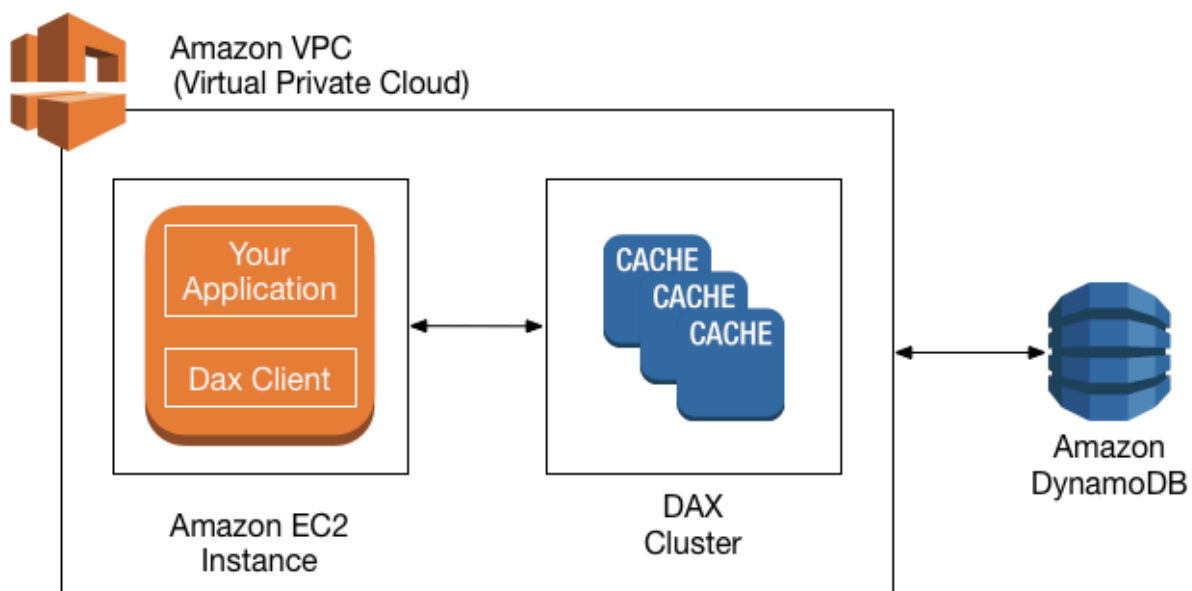 Amazon VPC
(Virtual Private Cloud)
Your
Application
Dax Client
CACHE
CACHE
CACHE
Amazon EC2
Instance
DAX
Cluster
Amazon
DynamoDB